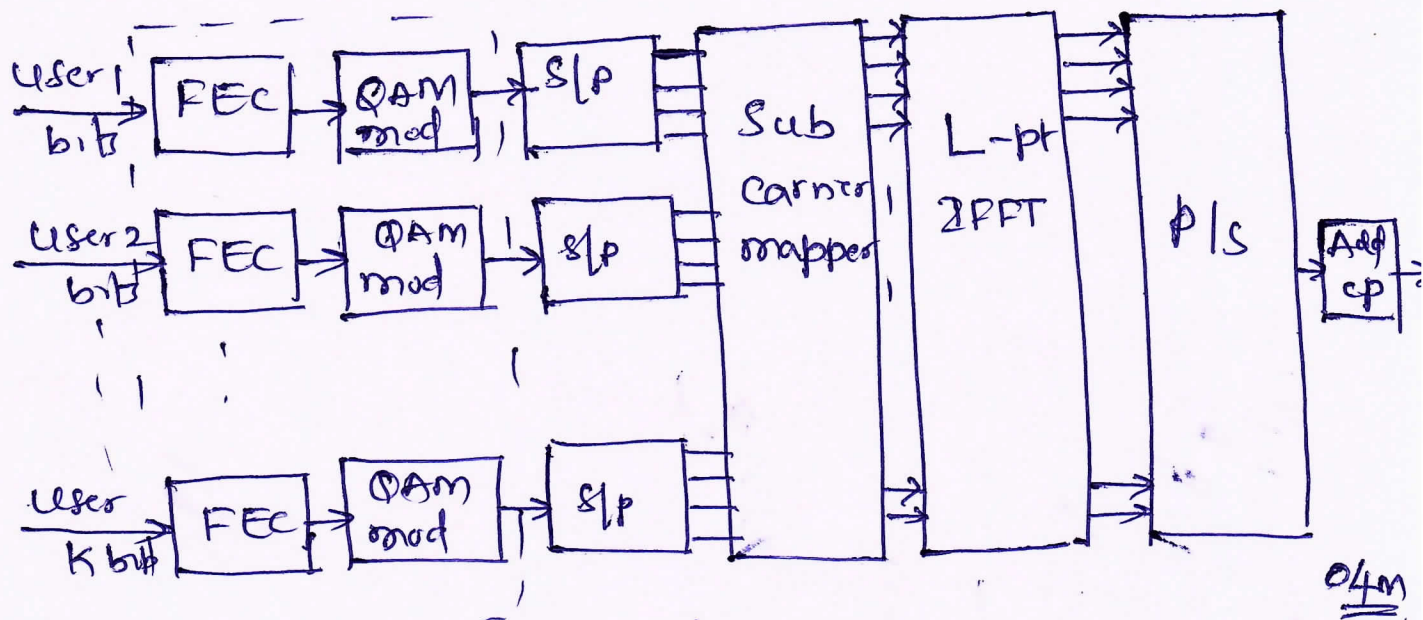 User 1
bits
FEC
QAM
mod
S/P
User 2
bits
FEC
QAM
mod
S/P
User
K bits
FEC
QAM
mod
S/P
Sub
carrier
mapper
L-pt
IFFT
P/S
Add
cp
04m